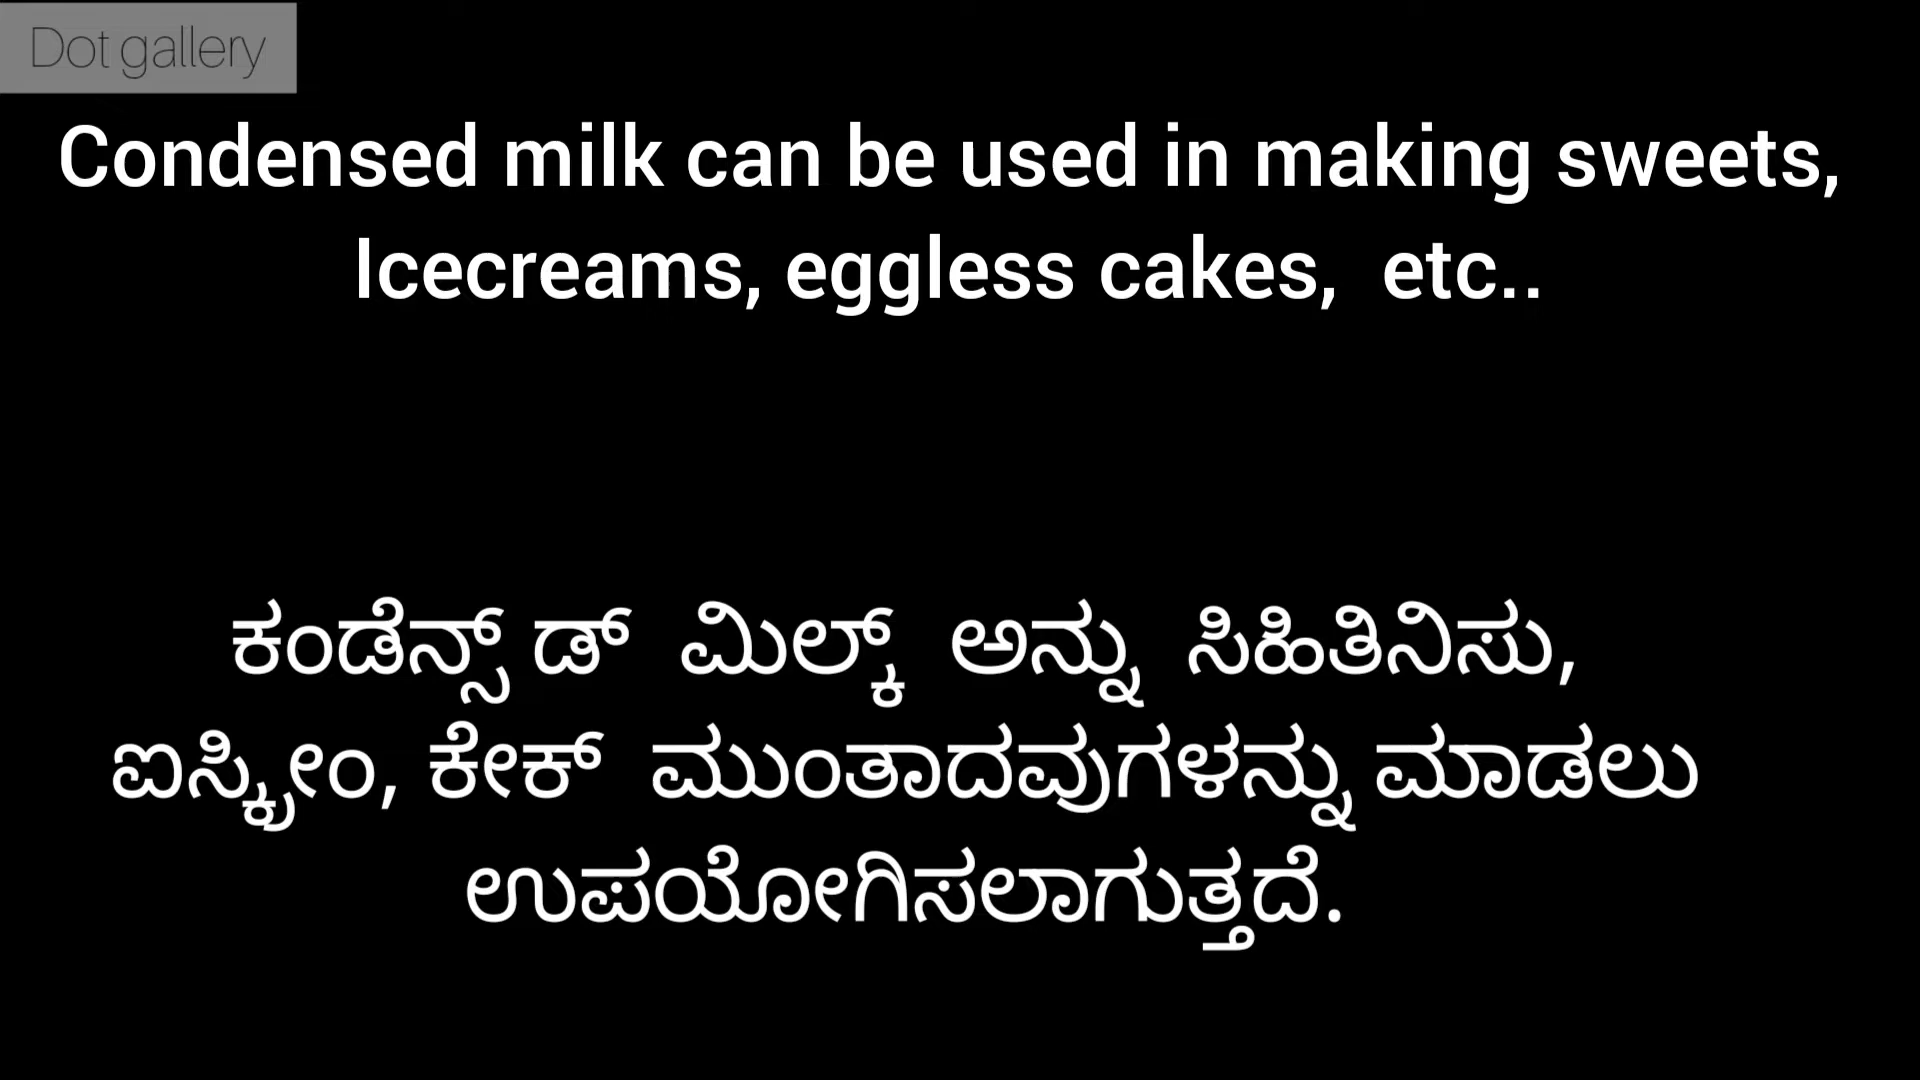 Dot gallery
Condensed milk can be used in making sweets,
Icecreams, eggless cakes,  etc..
ಕಂಡೆನ್ಸ್ ಡ್  ಮಿಲ್ಕ್  ಅನ್ನು  ಸಿಹಿತಿನಿಸು,
ಐಸ್ಕ್ರೀಂ, ಕೇಕ್  ಮುಂತಾದವುಗಳನ್ನು ಮಾಡಲು
ಉಪಯೋಗಿಸಲಾಗುತ್ತದೆ.